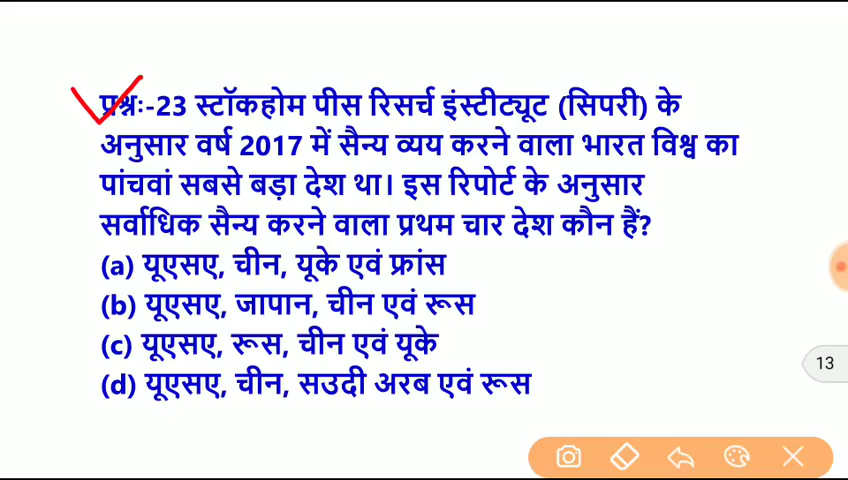 प्रश्नः-23 स्टॉकहोम पीस रिसर्च इंस्टीट्यूट (सिपरी) के
अनुसार वर्ष 2017 में सैन्य व्यय करने वाला भारत विश्व का
पांचवां सबसे बड़ा देश था। इस रिपोर्ट के अनुसार
सर्वाधिक सैन्य करने वाला प्रथम चार देश कौन हैं?
(a) यूएसए, चीन, यूके एवं फ्रांस
(b) यूएसए, जापान, चीन एवं रूस
(c) यूएसए, रूस, चीन एवं यूके
(d) यूएसए, चीन, सउदी अरब एवं रूस
13